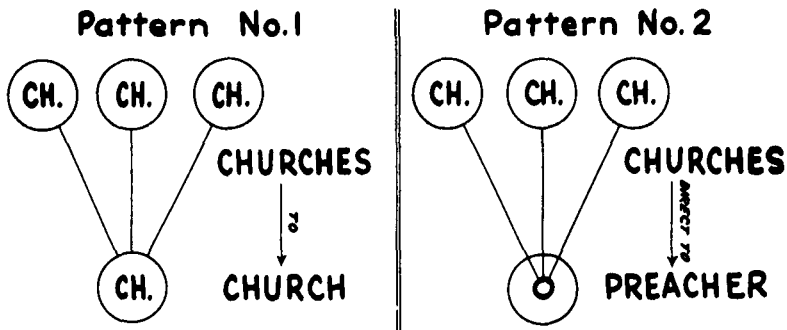 Pattern No.1
CH. CH. CH.
CHURCHES
TO
CH. CHURCH
Pattern No.2
CH. CH. CH.
CHURCHES
DIRECT TO
PREACHER